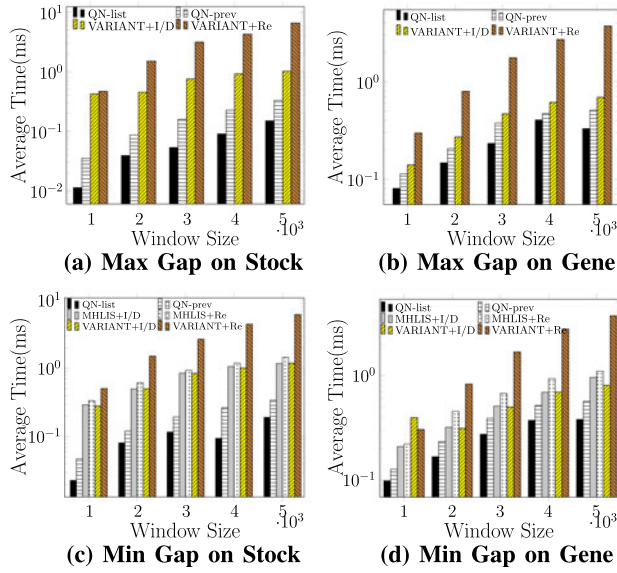 QN-list QN-prev
VARIANT+I/D VARIANT+Re
Average Time(ms)
10^1
10^0
10^-1
10^-2
1 2 3 4 5
Window Size ·10^3
(a) Max Gap on Stock
QN-list QN-prev
VARIANT+I/D VARIANT+Re
Average Time(ms)
10^0
10^-1
1 2 3 4 5
Window Size ·10^3
(b) Max Gap on Gene
QN-list QN-prev
MHLIS+I/D MHLIS+Re
VARIANT+I/D VARIANT+Re
Average Time(ms)
10^1
10^0
10^-1
1 2 3 4 5
Window Size ·10^3
(c) Min Gap on Stock
QN-list QN-prev
MHLIS+I/D MHLIS+Re
VARIANT+I/D VARIANT+Re
Average Time(ms)
10^0
10^-1
1 2 3 4 5
Window Size ·10^3
(d) Min Gap on Gene